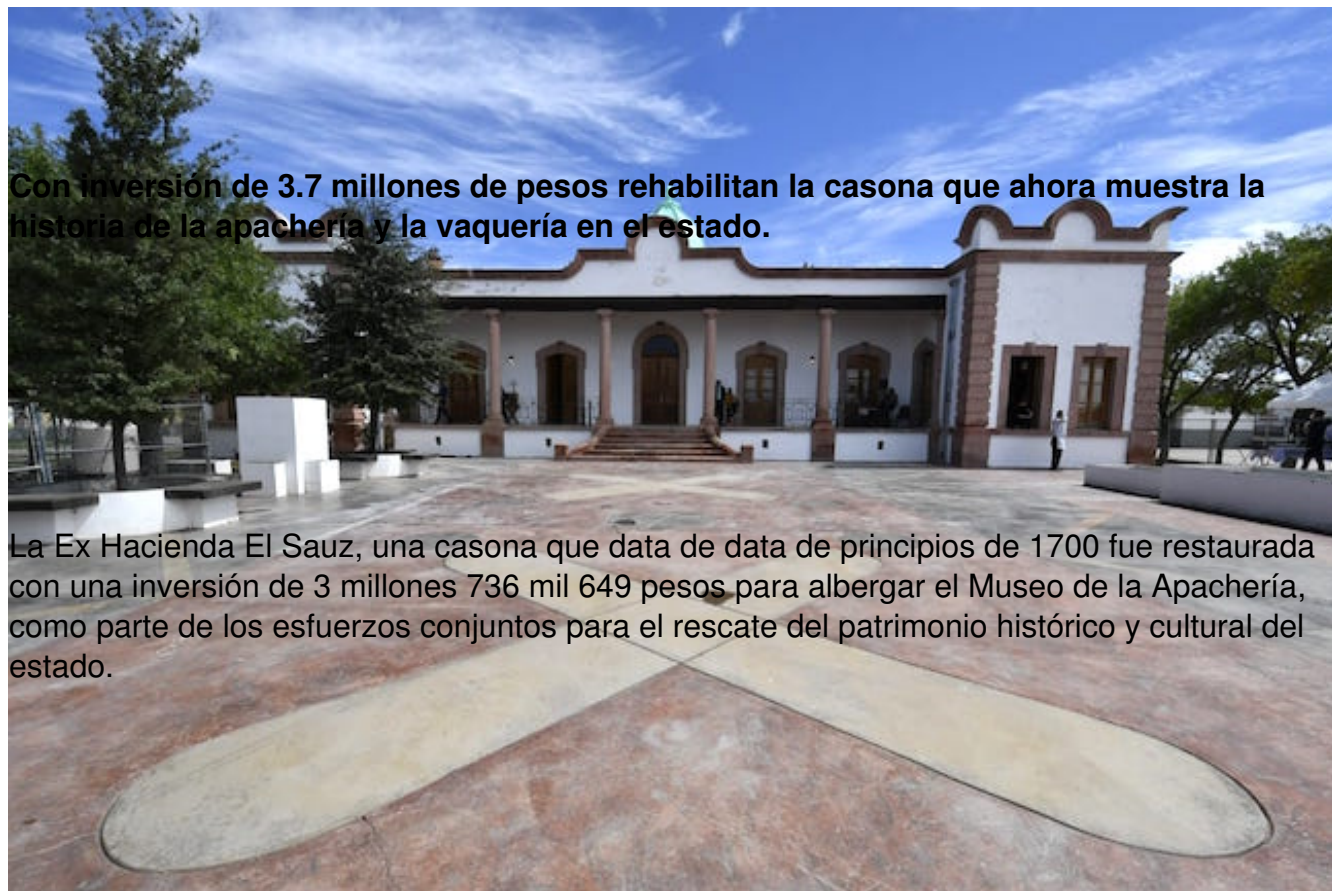 Con inversión de 3.7 millones de pesos rehabilitan la casona que ahora muestra la
historia de la apachería y la vaquería en el estado.
La Ex Hacienda El Sauz, una casona que data de data de principios de 1700 fue restaurada
con una inversión de 3 millones 736 mil 649 pesos para albergar el Museo de la Apachería,
como parte de los esfuerzos conjuntos para el rescate del patrimonio histórico y cultural del
estado.